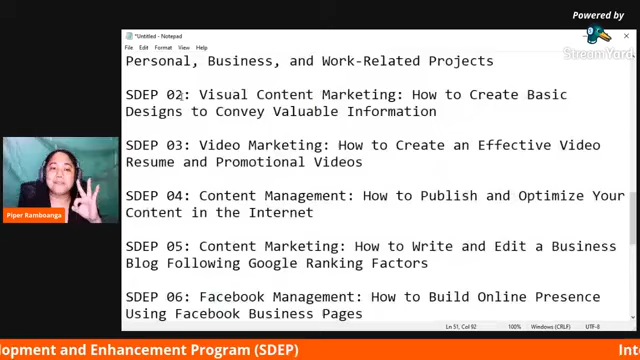 Powered by
StreamYard
*Untitled - Notepad
File Edit Format View Help
Personal, Business, and Work-Related Projects
SDEP 02: Visual Content Marketing: How to Create Basic
Designs to Convey Valuable Information
SDEP 03: Video Marketing: How to Create an Effective Video
Resume and Promotional Videos
SDEP 04: Content Management: How to Publish and Optimize Your
Content in the Internet
SDEP 05: Content Marketing: How to Write and Edit a Business
Blog Following Google Ranking Factors
SDEP 06: Facebook Management: How to Build Online Presence
Using Facebook Business Pages
Piper Ramboanga
Ln 51, Col 92 100% Windows (CRLF) UTF-8
lopment and Enhancement Program (SDEP) Int